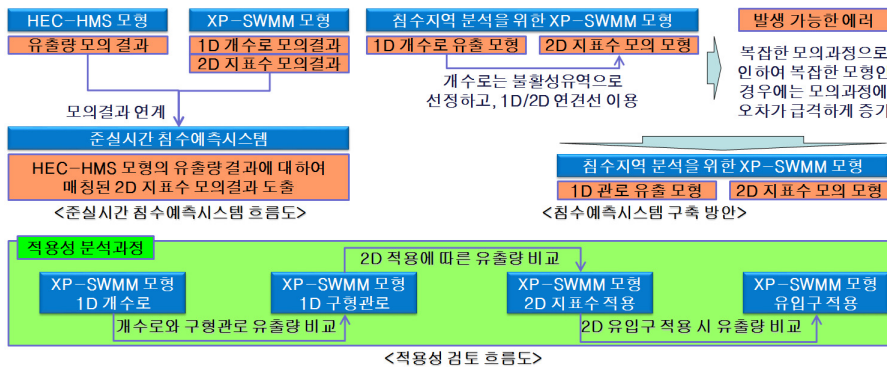 HEC-HMS 모형
유출량 모의 결과
XP-SWMM 모형
1D 개수로 모의결과
2D 지표수 모의결과
모의결과 연계
준실시간 침수예측시스템
HEC-HMS 모형의 유출량 결과에 대하여
매칭된 2D 지표수 모의결과 도출
<준실시간 침수예측시스템 흐름도>
침수지역 분석을 위한 XP-SWMM 모형
1D 개수로 유출 모형
2D 지표수 모의 모형
개수로는 불활성유역으로
선정하고, 1D/2D 연결선 이용
발생 가능한 에러
복잡한 모의과정으로
인하여 복잡한 모형인
경우에는 모의과정에
오차가 급격하게 증가
침수지역 분석을 위한 XP-SWMM 모형
1D 관로 유출 모형
2D 지표수 모의 모형
<침수예측시스템 구축 방안>
적용성 분석과정
2D 적용에 따른 유출량 비교
XP-SWMM 모형
1D 개수로
XP-SWMM 모형
1D 구형관로
XP-SWMM 모형
2D 지표수 적용
XP-SWMM 모형
유입구 적용
개수로와 구형관로 유출량 비교
2D 유입구 적용 시 유출량 비교
<적용성 검토 흐름도>